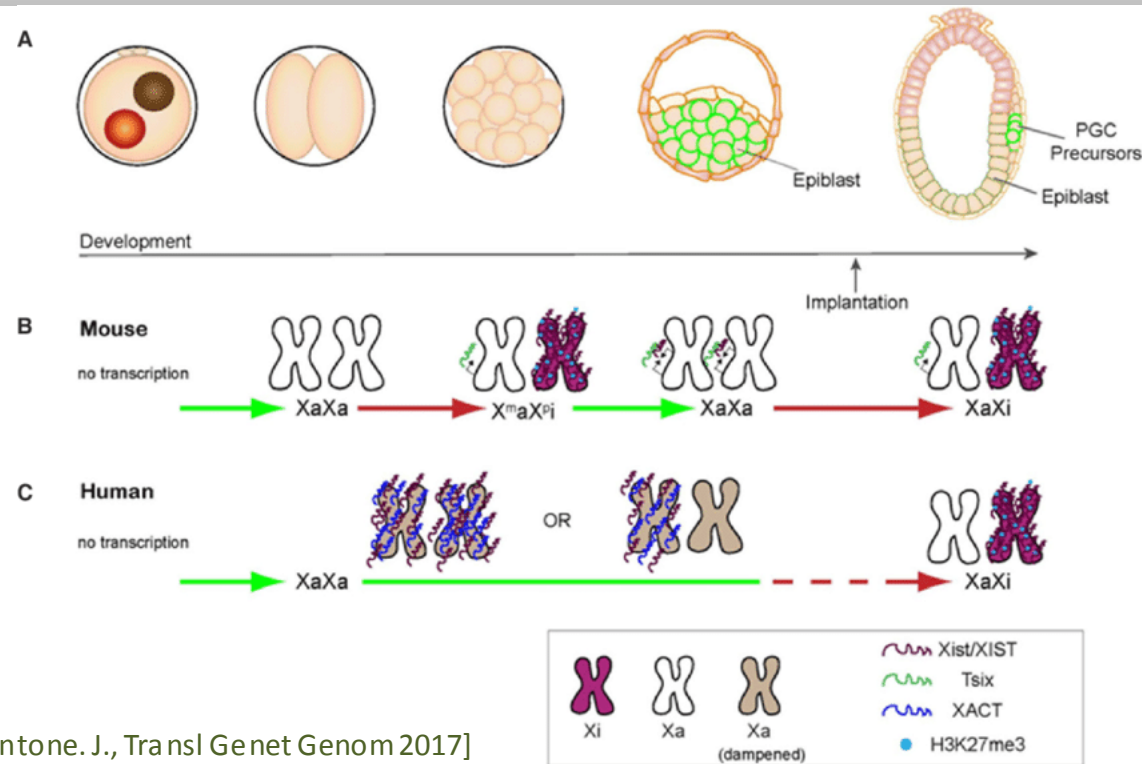 A
Epiblast
PGC
Precursors
Epiblast
Development
Implantation
B Mouse
no transcription
XaXa
XᵐaXᵖi
XaXa
XaXi
C Human
no transcription
OR
XaXa
XaXi
Xi
Xa
Xa
(dampened)
Xist/XIST
Tsix
XACT
H3K27me3
ntone. J., Transl Genet Genom 2017]